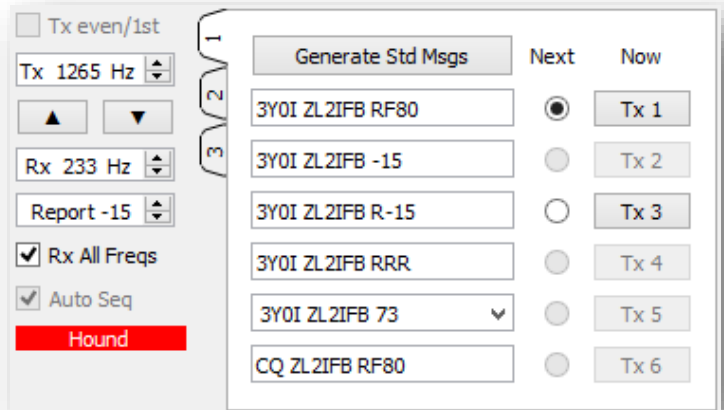 Tx even/1st
Tx 1265 Hz
▲ ▼
Rx 233 Hz
Report -15
Rx All Freqs
Auto Seq
Hound
1
2
3
Generate Std Msgs Next Now
3Y0I ZL2IFB RF80 Tx 1
3Y0I ZL2IFB -15 Tx 2
3Y0I ZL2IFB R-15 Tx 3
3Y0I ZL2IFB RRR Tx 4
3Y0I ZL2IFB 73 Tx 5
CQ ZL2IFB RF80 Tx 6